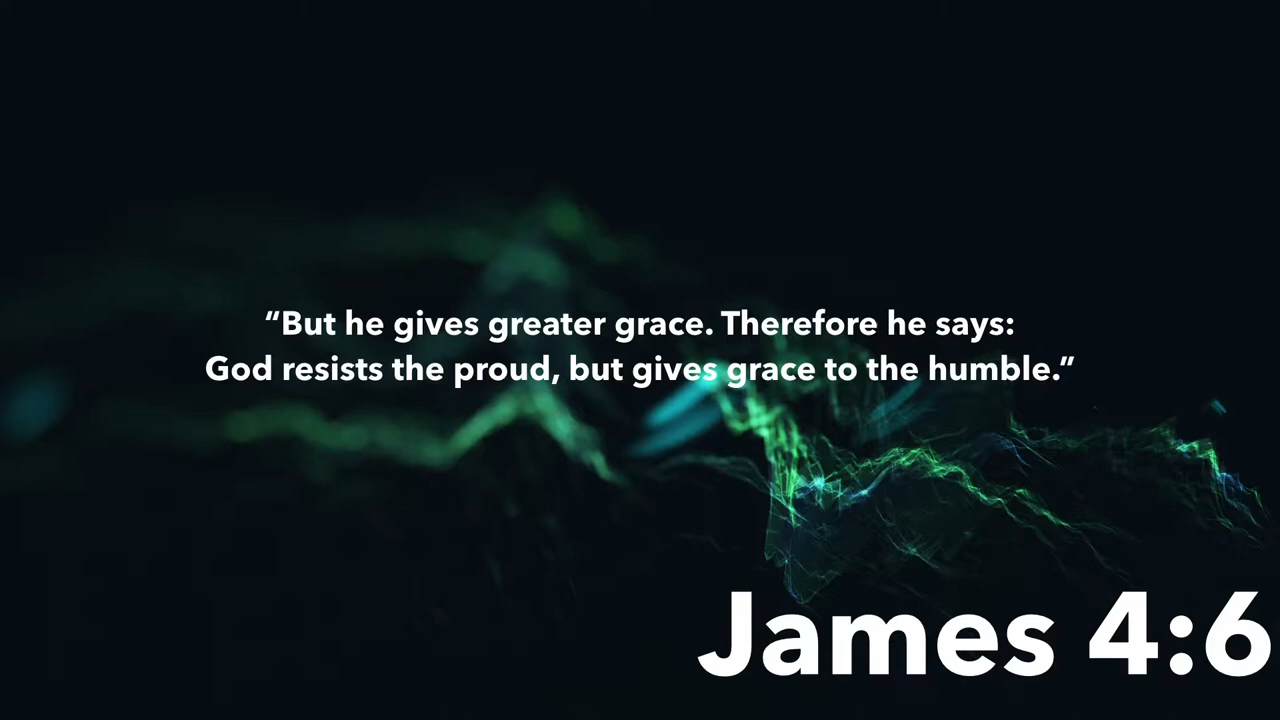 “But he gives greater grace. Therefore he says:
God resists the proud, but gives grace to the humble.”
James 4:6